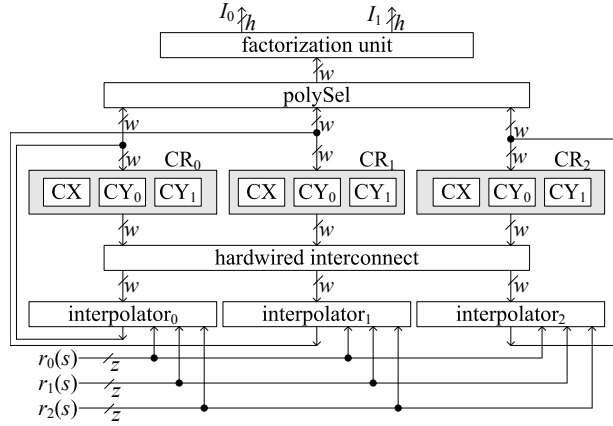 I₀ h I₁ h
factorization unit
w
polySel
w w w
w CR₀ w CR₁ w CR₂
CX CY₀ CY₁ CX CY₀ CY₁ CX CY₀ CY₁
w w w
hardwired interconnect
w w w
interpolator₀ interpolator₁ interpolator₂
r₀(s) z
r₁(s) z
r₂(s) z